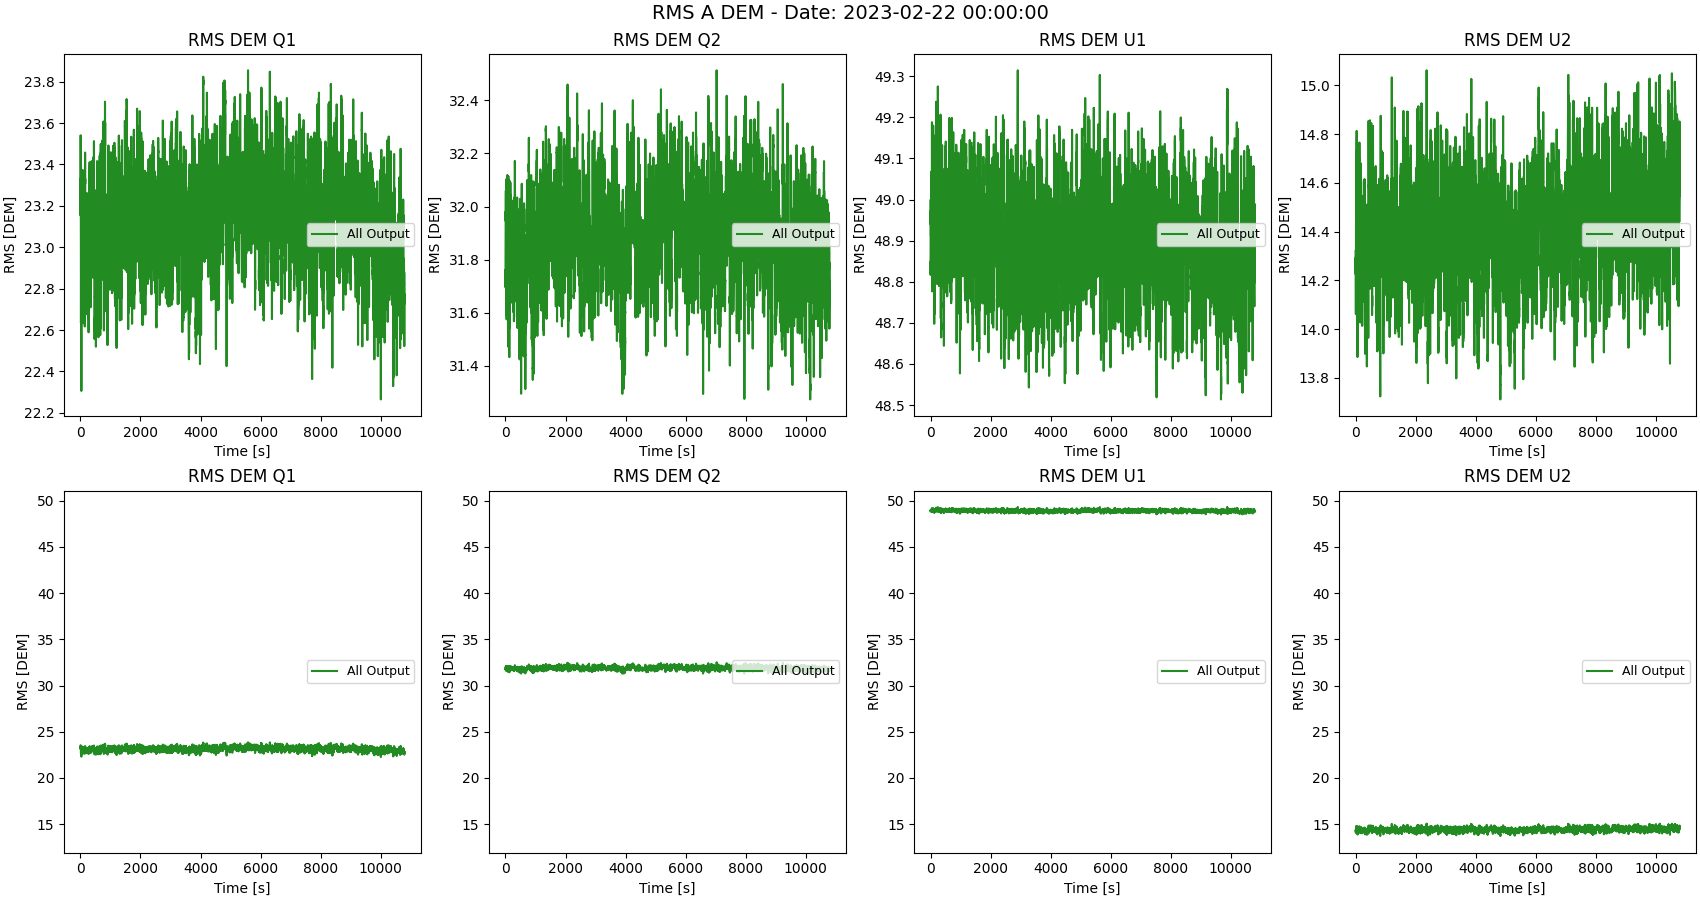 RMS A DEM - Date: 2023-02-22 00:00:00
RMS DEM Q1
RMS [DEM]
23.8
23.6
23.4
23.2
23.0
22.8
22.6
22.4
22.2
All Output
0 2000 4000 6000 8000 10000
Time [s]
RMS DEM Q2
RMS [DEM]
32.4
32.2
32.0
31.8
31.6
31.4
All Output
0 2000 4000 6000 8000 10000
Time [s]
RMS DEM U1
RMS [DEM]
49.3
49.2
49.1
49.0
48.9
48.8
48.7
48.6
48.5
All Output
0 2000 4000 6000 8000 10000
Time [s]
RMS DEM U2
RMS [DEM]
15.0
14.8
14.6
14.4
14.2
14.0
13.8
All Output
0 2000 4000 6000 8000 10000
Time [s]
RMS DEM Q1
RMS [DEM]
50
45
40
35
30
25
20
15
All Output
0 2000 4000 6000 8000 10000
Time [s]
RMS DEM Q2
RMS [DEM]
50
45
40
35
30
25
20
15
All Output
0 2000 4000 6000 8000 10000
Time [s]
RMS DEM U1
RMS [DEM]
50
45
40
35
30
25
20
15
All Output
0 2000 4000 6000 8000 10000
Time [s]
RMS DEM U2
RMS [DEM]
50
45
40
35
30
25
20
15
All Output
0 2000 4000 6000 8000 10000
Time [s]